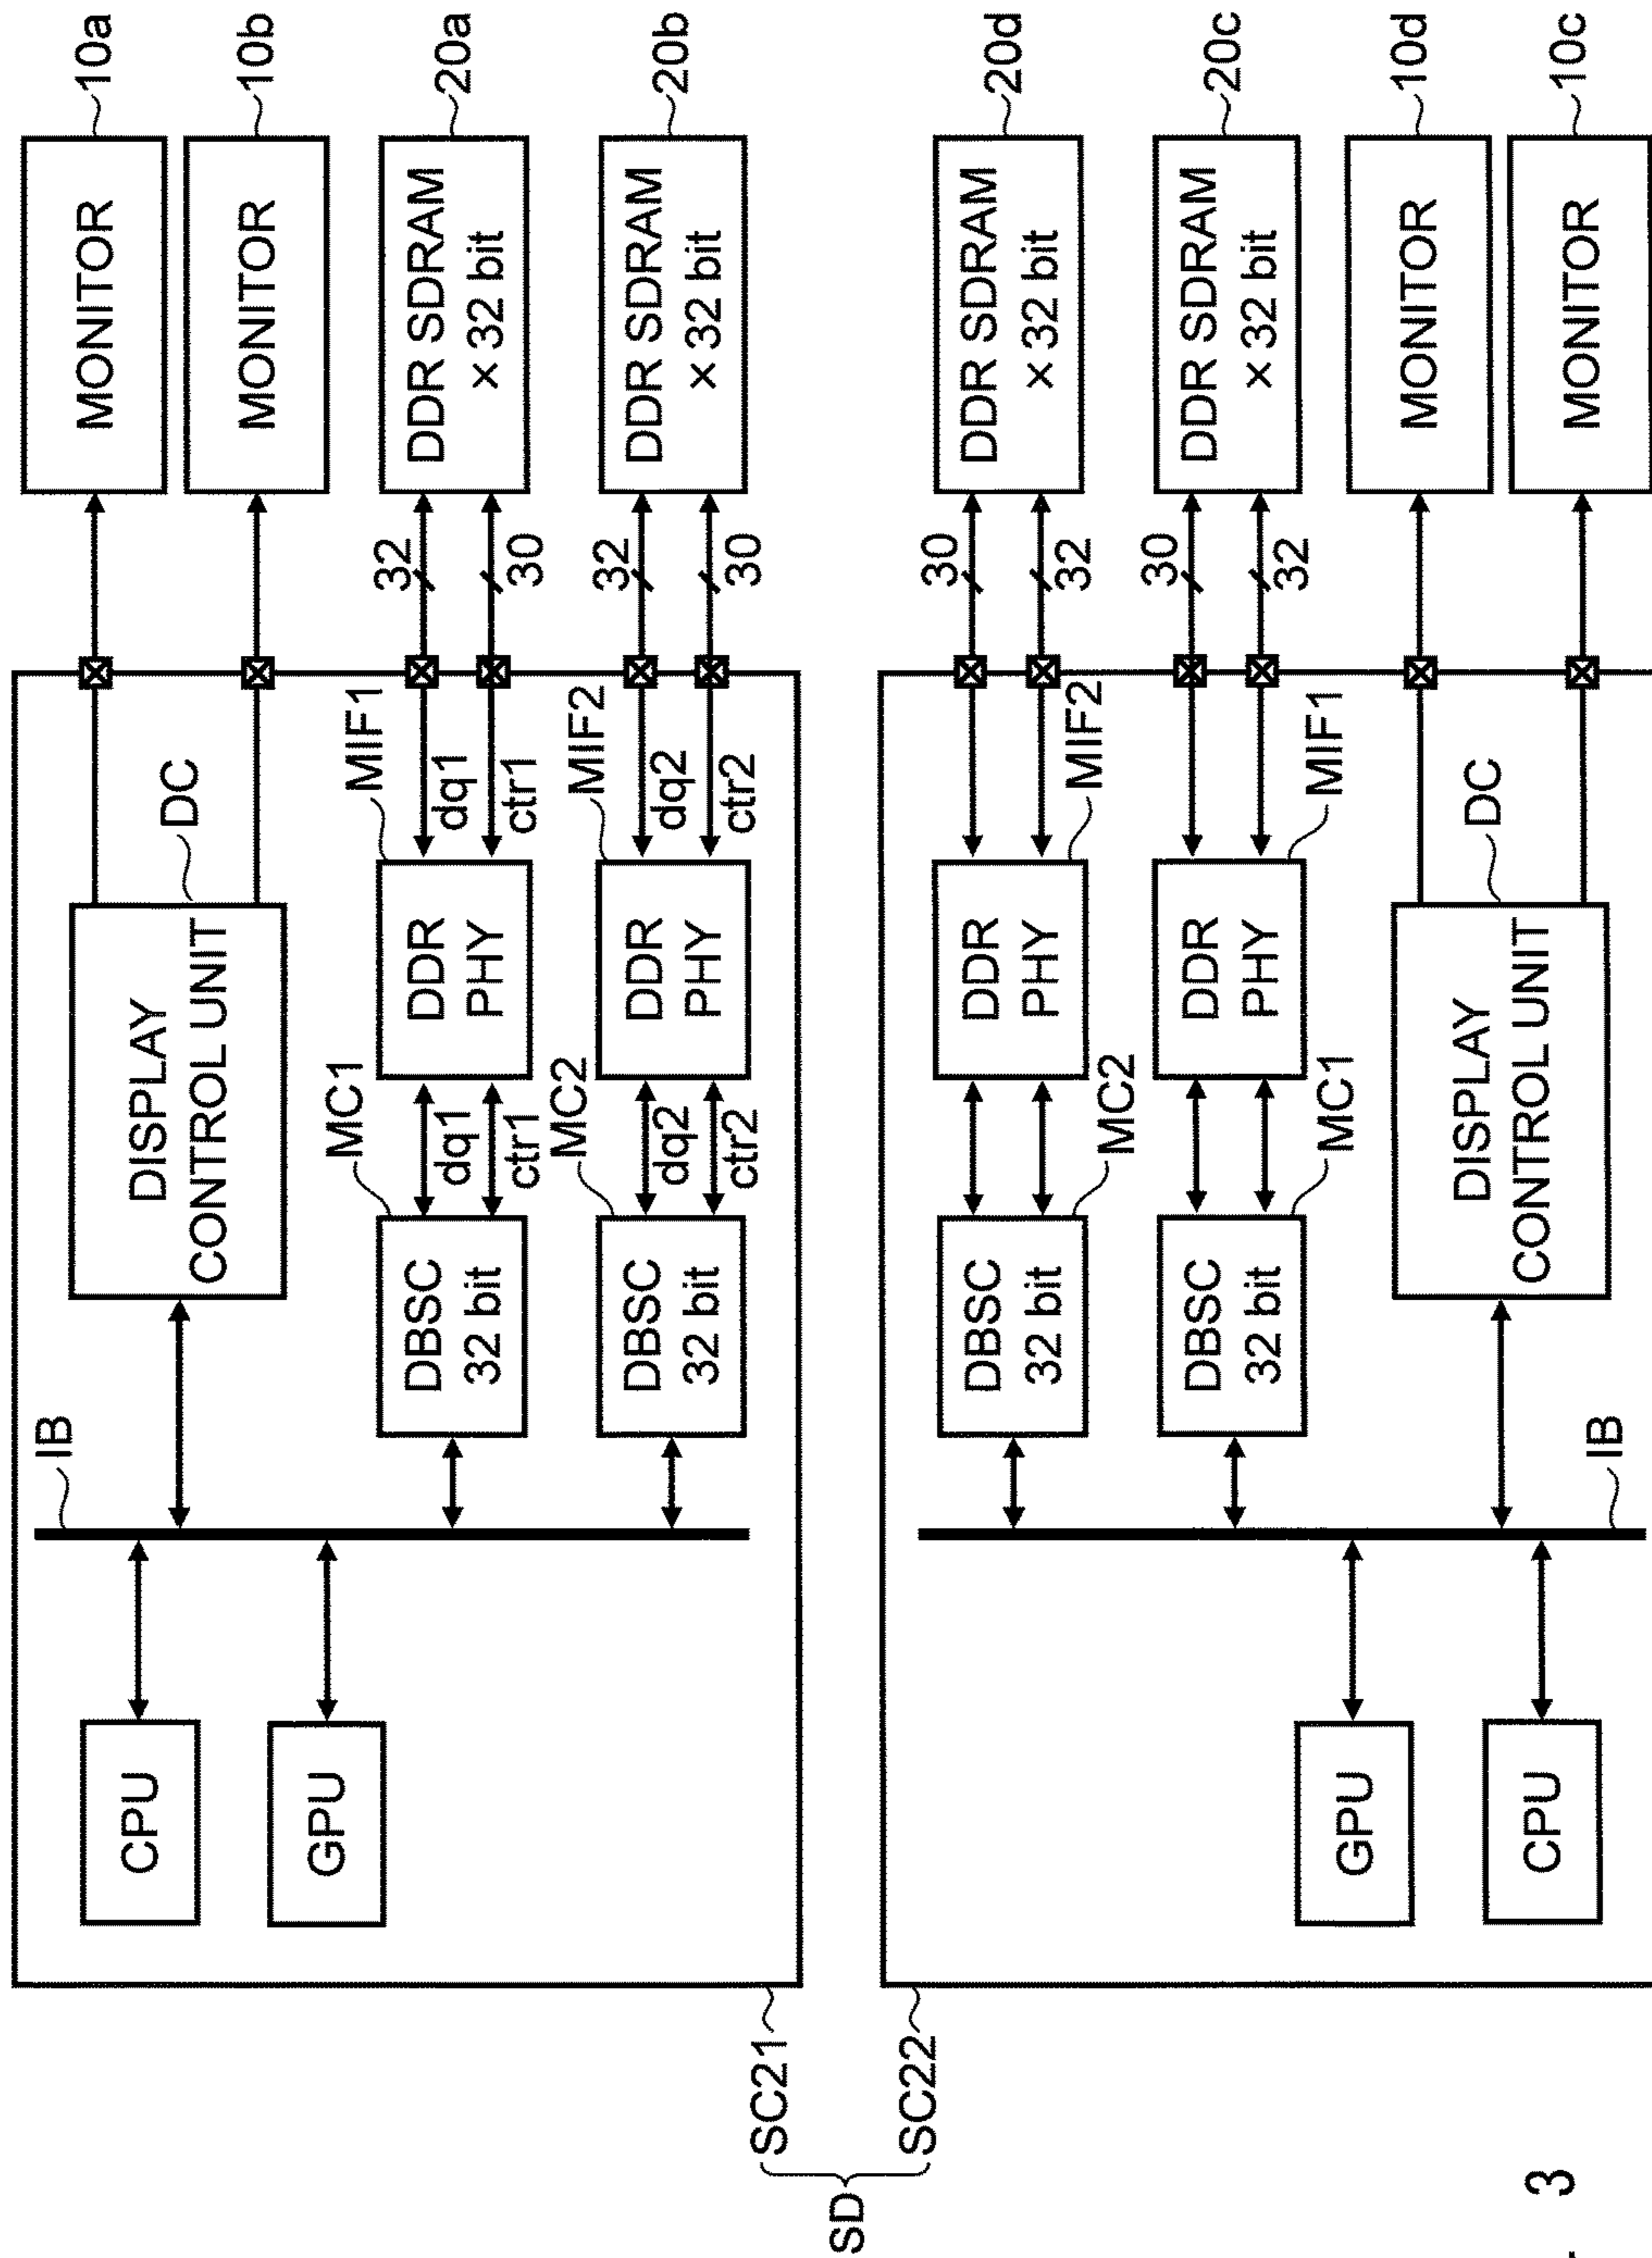 SD
SC21
SC22
CPU
GPU
IB
DISPLAY
CONTROL UNIT
DC
MONITOR
10a
MONITOR
10b
DBSC
32 bit
MC1
dq1
ctr1
DDR
PHY
MIF1
dq1
ctr1
32
30
DDR SDRAM
× 32 bit
20a
DBSC
32 bit
MC2
dq2
ctr2
DDR
PHY
MIF2
dq2
ctr2
32
30
DDR SDRAM
× 32 bit
20b
DBSC
32 bit
MC2
DDR
PHY
MIF2
30
32
DDR SDRAM
× 32 bit
20d
DBSC
32 bit
MC1
DDR
PHY
MIF1
30
32
DDR SDRAM
× 32 bit
20c
GPU
CPU
IB
DISPLAY
CONTROL UNIT
DC
MONITOR
10d
MONITOR
10c
3